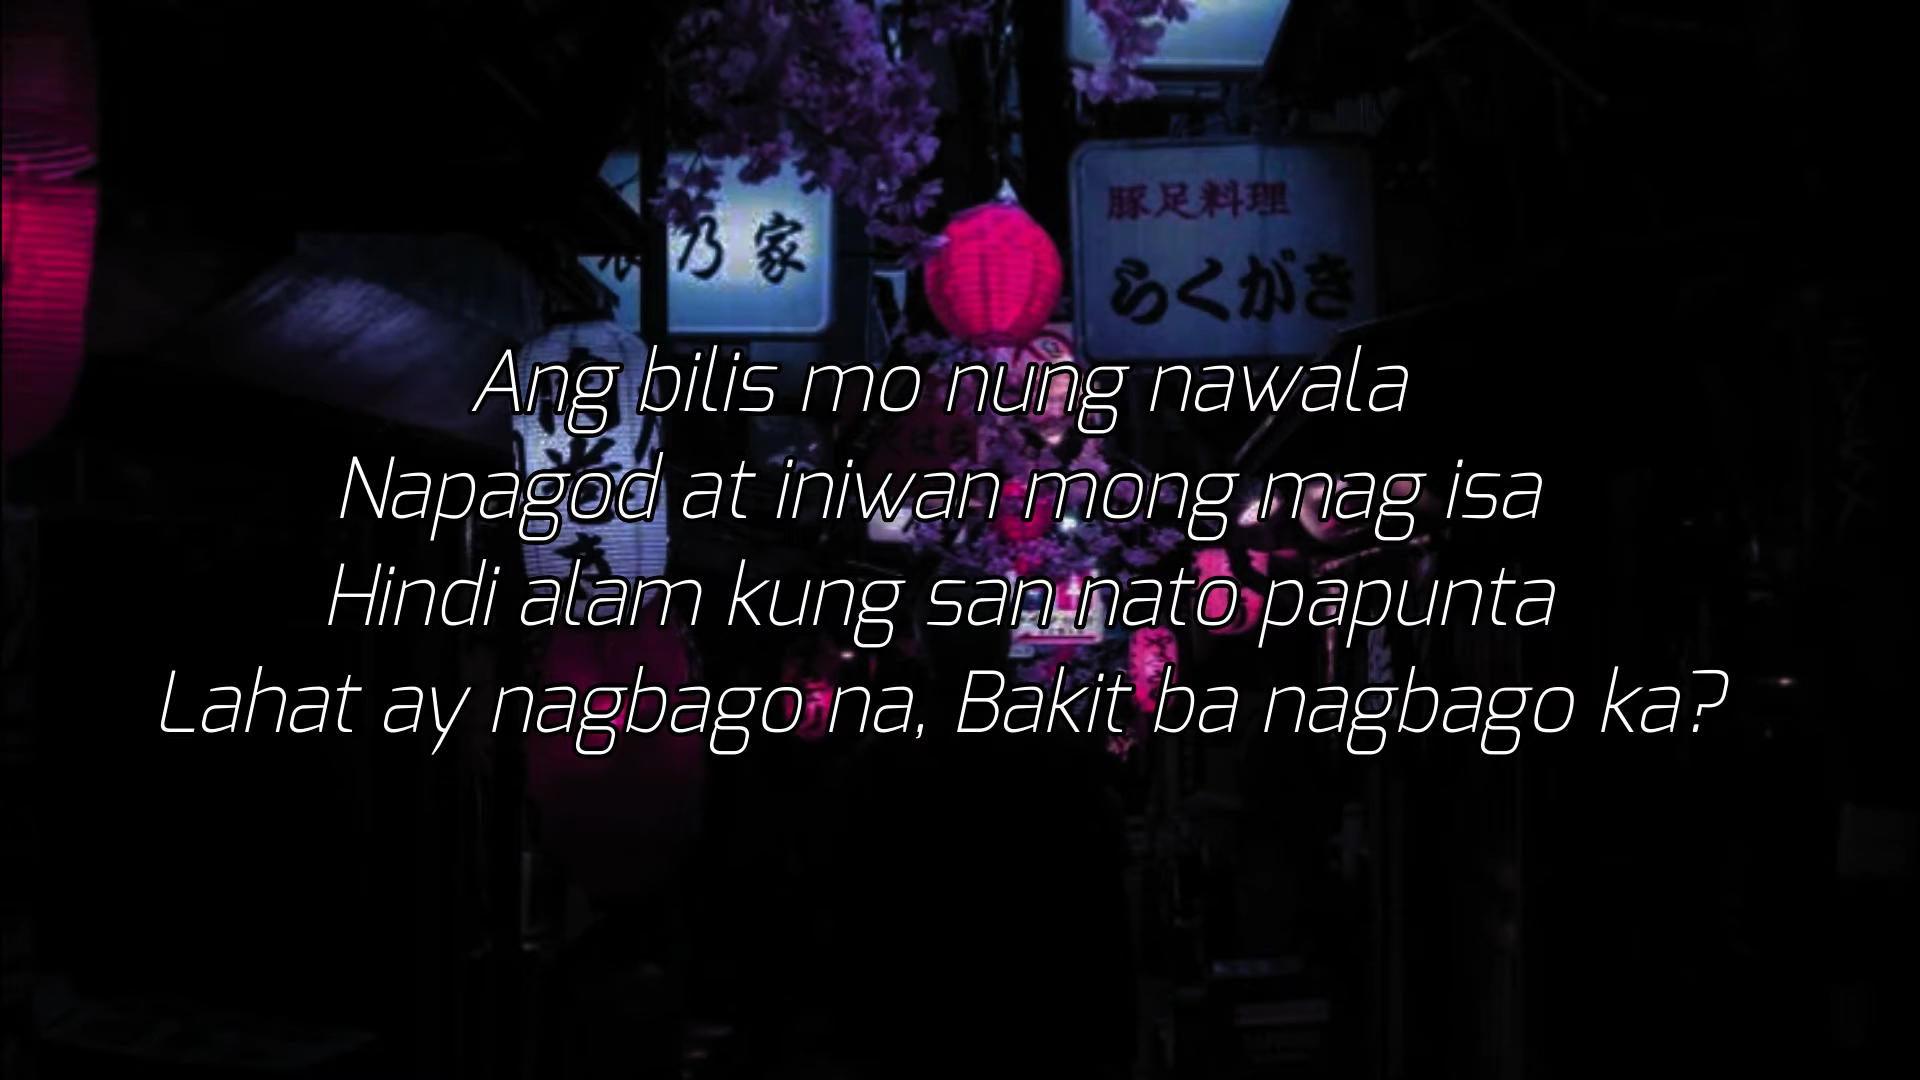 乃家
豚足料理
らくがき
Ang bilis mo nung nawala
Napagod at iniwan mong mag isa
Hindi alam kung san nato papunta
Lahat ay nagbago na, Bakit ba nagbago ka?